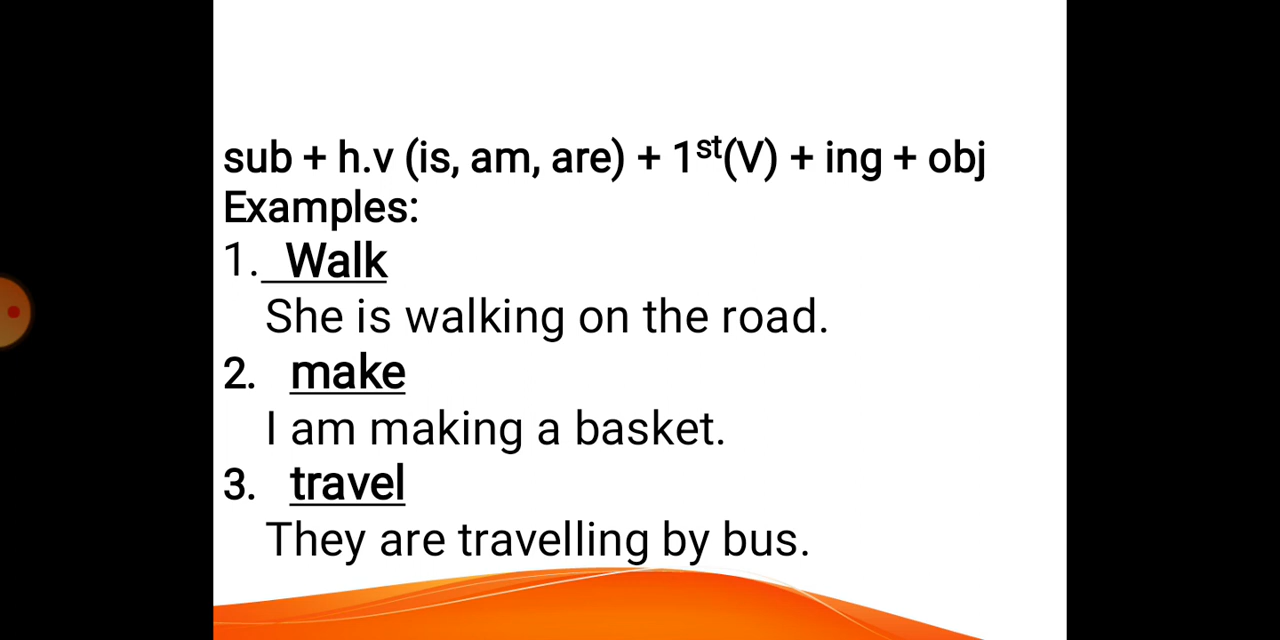 sub + h.v (is, am, are) + 1st(V) + ing + obj
Examples:
1. Walk
She is walking on the road.
2. make
I am making a basket.
3. travel
They are travelling by bus.